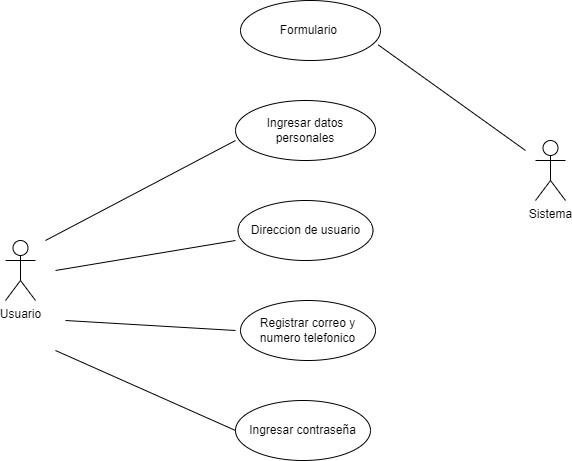 Formulario
Ingresar datos
personales
Sistema
Direccion de usuario
Usuario
Registrar correo y
numero telefonico
Ingresar contraseña